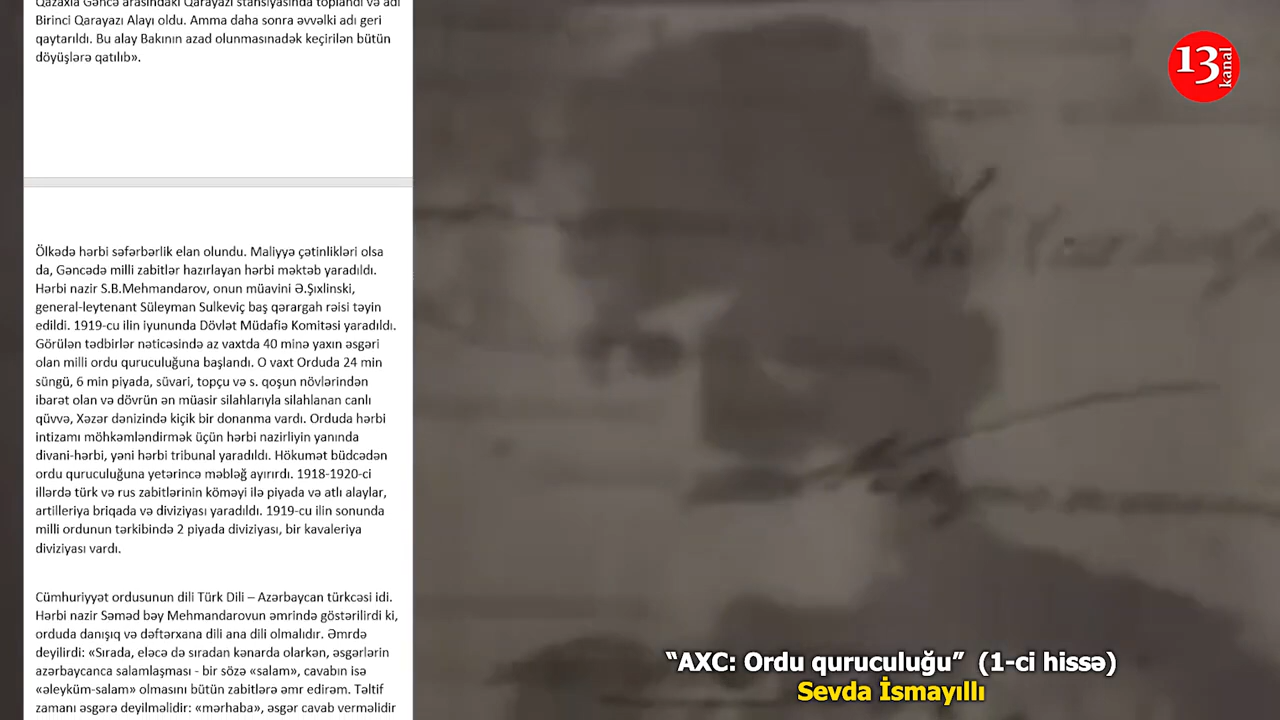 Qazaxla Gəncə arasındakı Qarayazı stansiyasında toplandı və adı
Birinci Qarayazı Alayı oldu. Amma daha sonra əvvəlki adı geri
qaytarıldı. Bu alay Bakının azad olunmasınadək keçirilən bütün
döyüşlərə qatılıb».
Ölkədə hərbi səfərbərlik elan olundu. Maliyyə çətinlikləri olsa
da, Gəncədə milli zabitlər hazırlayan hərbi məktəb yaradıldı.
Hərbi nazir S.B.Mehmandarov, onun müavini Ə.Şıxlinski,
general-leytenant Süleyman Sulkeviç baş qərargah rəisi təyin
edildi. 1919-cu ilin iyununda Dövlət Müdafiə Komitəsi yaradıldı.
Görülən tədbirlər nəticəsində az vaxtda 40 minə yaxın əsgəri
olan milli ordu quruculuğuna başlandı. O vaxt Orduda 24 min
süngü, 6 min piyada, süvari, topçu və s. qoşun növlərindən
ibarət olan və dövrün ən müasir silahlarıyla silahlanan canlı
qüvvə, Xəzər dənizində kiçik bir donanma vardı. Orduda hərbi
intizamı möhkəmləndirmək üçün hərbi nazirliyin yanında
divani-hərbi, yəni hərbi tribunal yaradıldı. Hökumət büdcədən
ordu quruculuğuna yetərincə məbləğ ayırırdı. 1918-1920-ci
illərdə türk və rus zabitlərinin köməyi ilə piyada və atlı alaylar,
artilleriya briqada və diviziyası yaradıldı. 1919-cu ilin sonunda
milli ordunun tərkibində 2 piyada diviziyası, bir kavaleriya
diviziyası vardı.
Cümhuriyyət ordusunun dili Türk Dili – Azərbaycan türkcəsi idi.
Hərbi nazir Səməd bəy Mehmandarovun əmrində göstərilirdi ki,
orduda danışıq və dəftərxana dili ana dili olmalıdır. Əmrdə
deyilirdi: «Sırada, eləcə də sıradan kənarda olarkən, əsgərlərin
azərbaycanca salamlaşması - bir sözə «salam», cavabın isə
«əleyküm-salam» olmasını bütün zabitlərə əmr edirəm. Təltif
zamanı əsgərə deyilməlidir: «mərhaba», əsgər cavab verməlidir
13
kanal
“AXC: Ordu quruculuğu” (1-ci hissə)
Sevda İsmayıllı